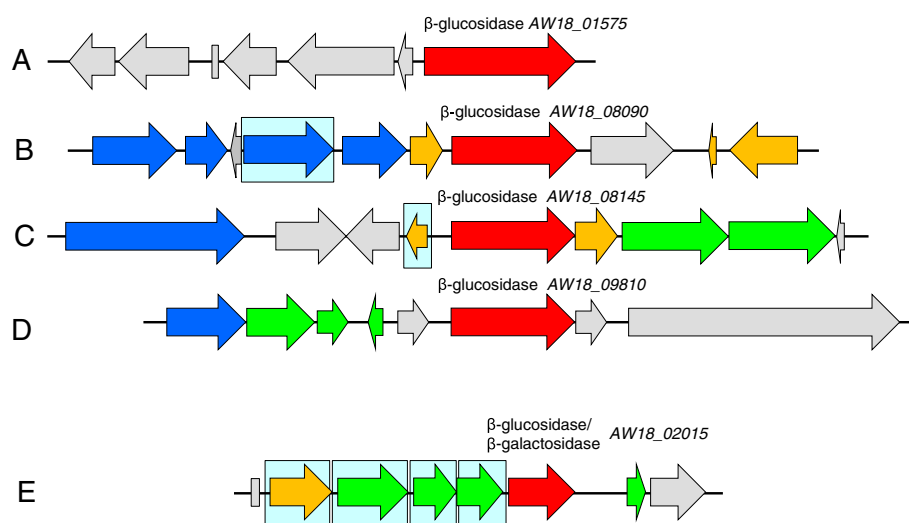 β-glucosidase AW18_01575
A
β-glucosidase AW18_08090
B
β-glucosidase AW18_08145
C
β-glucosidase AW18_09810
D
β-glucosidase/
β-galactosidase AW18_02015
E